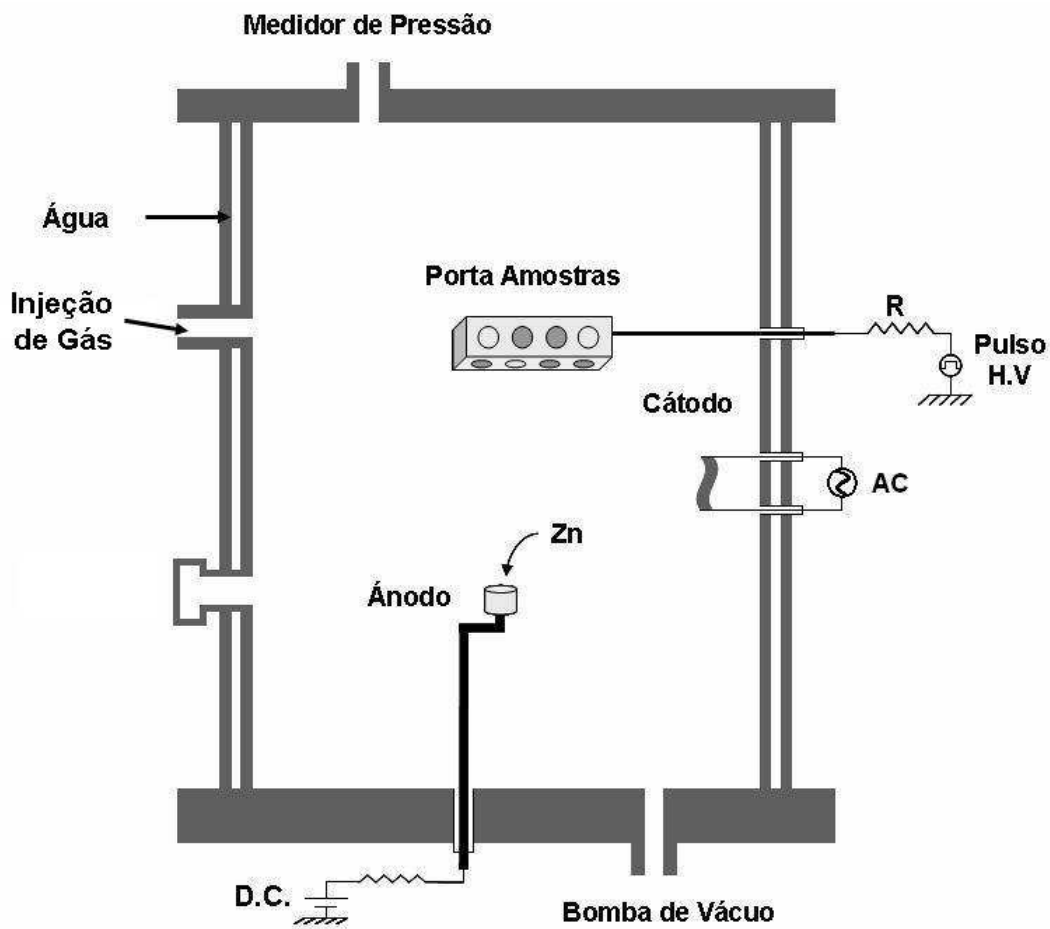 Medidor de Pressão
Água
Injeção
de Gás
Porta Amostras
R
Pulso
H.V
Cátodo
AC
Zn
Ánodo
D.C.
Bomba de Vácuo